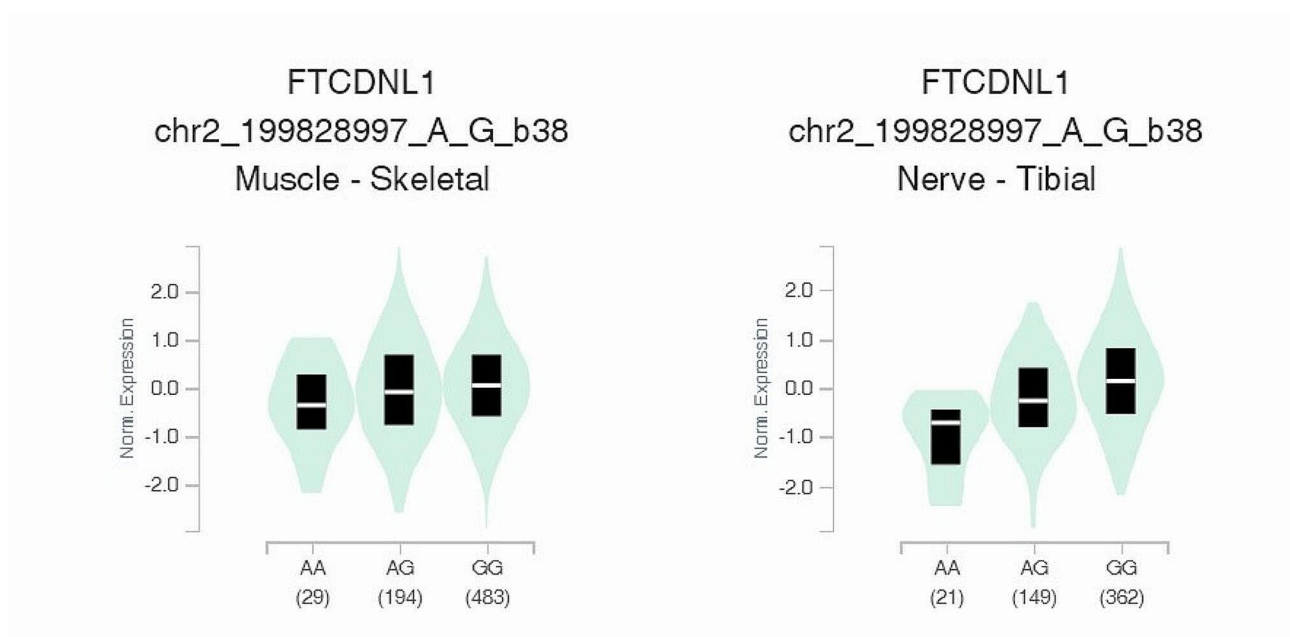 FTCDNL1
chr2_199828997_A_G_b38
Muscle - Skeletal
Norm. Expression
2.0
1.0
0.0
-1.0
-2.0
AA AG GG
(29) (194) (483)
FTCDNL1
chr2_199828997_A_G_b38
Nerve - Tibial
Norm. Expression
2.0
1.0
0.0
-1.0
-2.0
AA AG GG
(21) (149) (362)